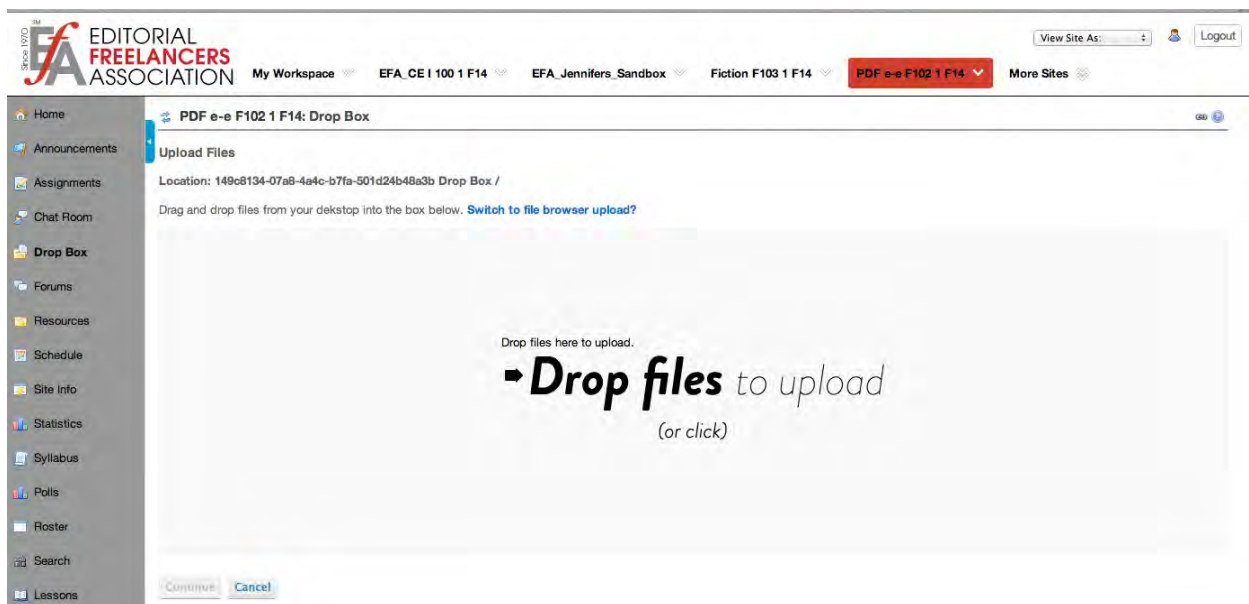 Since 1970
TM
EfA
EDITORIAL
FREELANCERS
ASSOCIATION
View Site As:
Logout
My Workspace
EFA_CE I 100 1 F14
EFA_Jennifers_Sandbox
Fiction F103 1 F14
PDF e-e F102 1 F14
More Sites
Home
Announcements
Assignments
Chat Room
Drop Box
Forums
Resources
Schedule
Site Info
Statistics
Syllabus
Polls
Roster
Search
Lessons
PDF e-e F102 1 F14: Drop Box
Upload Files
Location: 149c8134-07a8-4a4c-b7fa-501d24b48a3b Drop Box /
Drag and drop files from your dekstop into the box below. Switch to file browser upload?
Drop files here to upload.
Drop files to upload
(or click)
Continue
Cancel